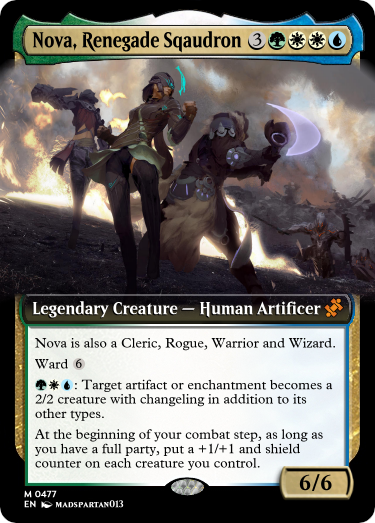 Nova, Renegade Sqaudron 3
Legendary Creature — Human Artificer
Nova is also a Cleric, Rogue, Warrior and Wizard.
Ward 6
: Target artifact or enchantment becomes a
2/2 creature with changeling in addition to its
other types.
At the beginning of your combat step, as long as
you have a full party, put a +1/+1 and shield
counter on each creature you control.
6/6
M 0477
EN MADSPARTAN013